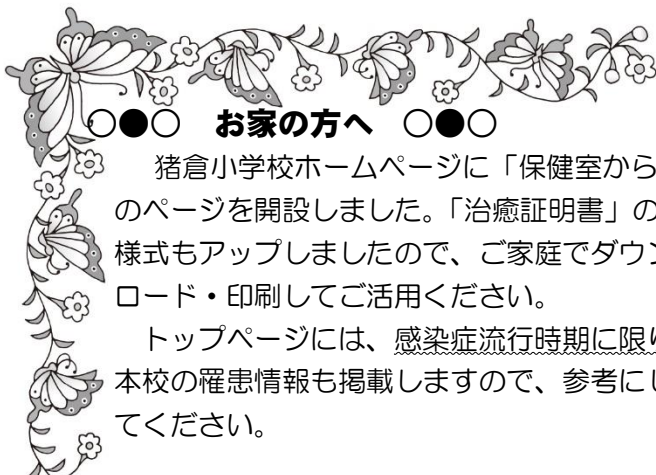 ○●○ お家の方へ ○●○
猪倉小学校ホームページに「保健室から
のページを開設しました。「治癒証明書」の
様式もアップしましたので、ご家庭でダウン
ロード・印刷してご活用ください。
トップページには、感染症流行時期に限り
本校の罹患情報も掲載しますので、参考にし
てください。